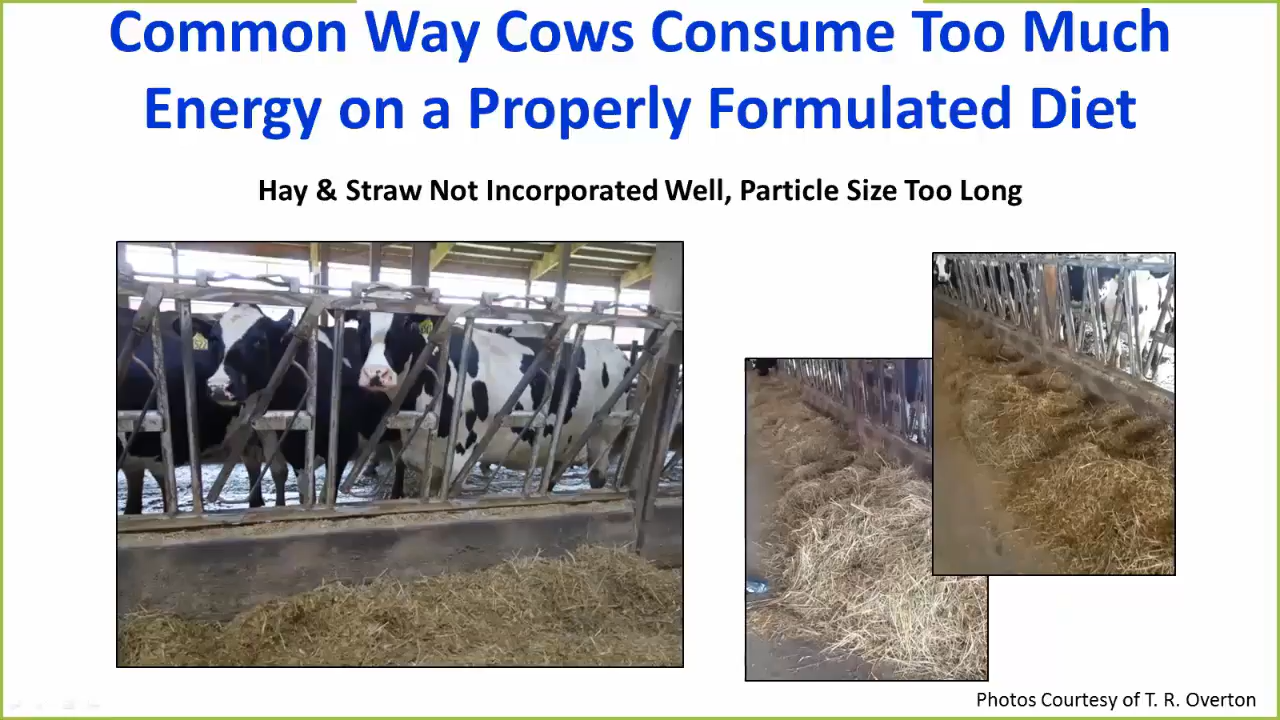 Common Way Cows Consume Too Much
Energy on a Properly Formulated Diet
Hay & Straw Not Incorporated Well, Particle Size Too Long
Photos Courtesy of T. R. Overton